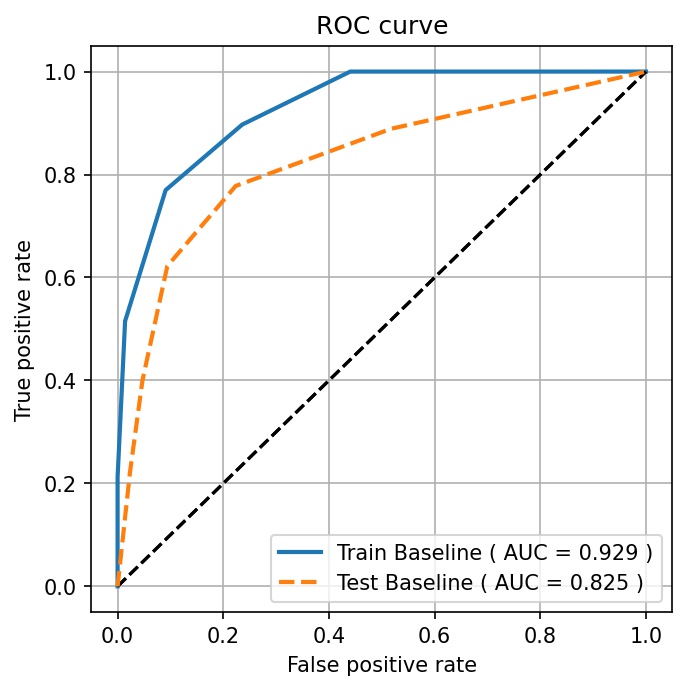 ROC curve
1.0
0.8
0.6
0.4
0.2
0.0
True positive rate
Train Baseline ( AUC = 0.929 )
Test Baseline ( AUC = 0.825 )
0.0 0.2 0.4 0.6 0.8 1.0
False positive rate